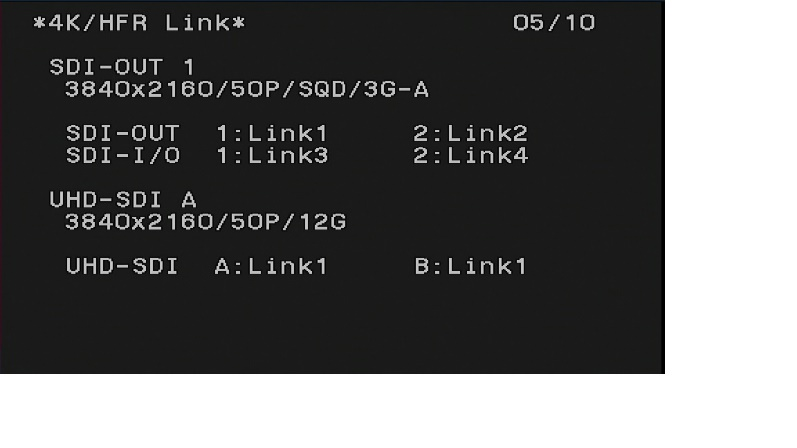 *4K/HFR Link* 05/10
SDI-OUT 1
3840x2160/50P/SQD/3G-A
SDI-OUT 1:Link1 2:Link2
SDI-I/O 1:Link3 2:Link4
UHD-SDI A
3840x2160/50P/12G
UHD-SDI A:Link1 B:Link1